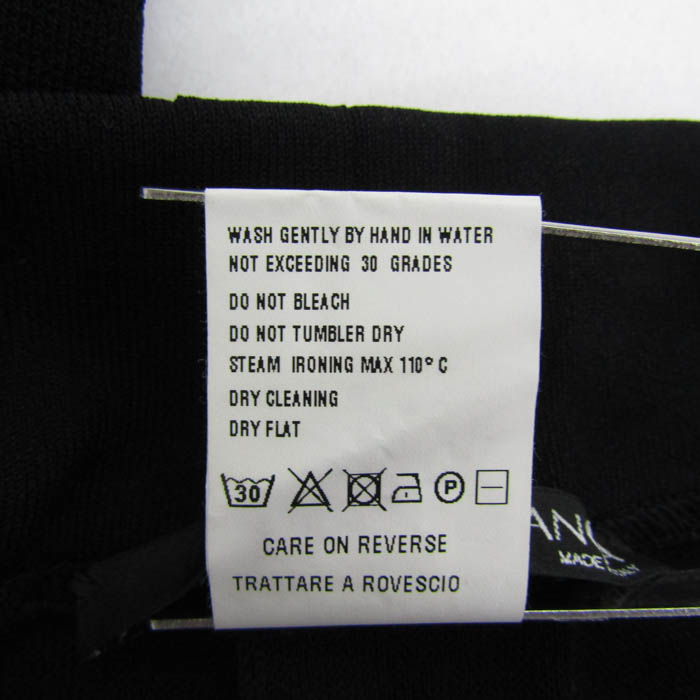 WASH GENTLY BY HAND IN WATER
NOT EXCEEDING 30 GRADES
DO NOT BLEACH
DO NOT TUMBLER DRY
STEAM IRONING MAX 110° C
DRY CLEANING
DRY FLAT
30 P
CARE ON REVERSE
TRATTARE A ROVESCIO
MADE